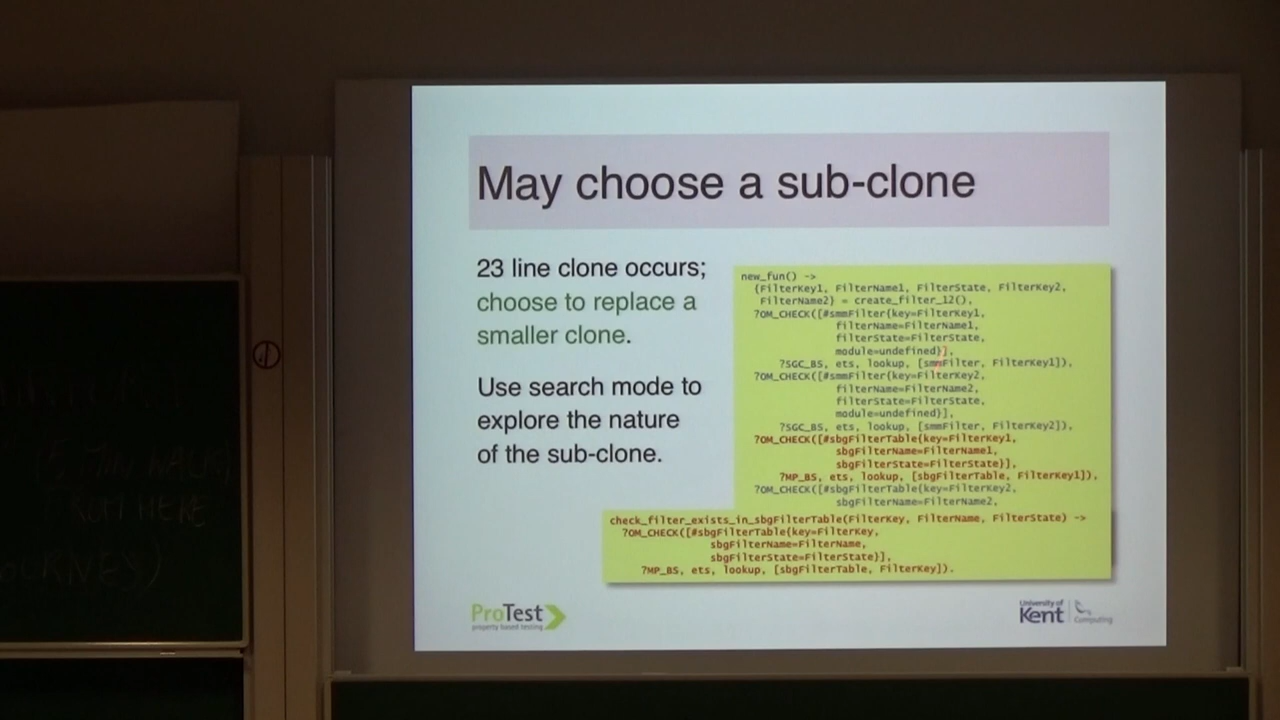 May choose a sub-clone
23 line clone occurs;
choose to replace a
smaller clone.
Use search mode to
explore the nature
of the sub-clone.
new_fun() ->
{FilterKey1, FilterName1, FilterState, FilterKey2,
FilterName2} = create_filter_12(),
?OM_CHECK([#smmFilter{key=FilterKey1,
filterName=FilterName1,
filterState=FilterState,
module=undefined}],
?SGC_BS, ets, lookup, [smmFilter, FilterKey1]),
?OM_CHECK([#smmFilter{key=FilterKey2,
filterName=FilterName2,
filterState=FilterState,
module=undefined}],
?SGC_BS, ets, lookup, [smmFilter, FilterKey2]),
?OM_CHECK([#sbgFilterTable{key=FilterKey1,
sbgFilterName=FilterName1,
sbgFilterState=FilterState}],
?MP_BS, ets, lookup, [sbgFilterTable, FilterKey1]),
?OM_CHECK([#sbgFilterTable{key=FilterKey2,
sbgFilterName=FilterName2,
check_filter_exists_in_sbgFilterTable(FilterKey, FilterName, FilterState) ->
?OM_CHECK([#sbgFilterTable{key=FilterKey,
sbgFilterName=FilterName,
sbgFilterState=FilterState}],
?MP_BS, ets, lookup, [sbgFilterTable, FilterKey]).
ProTest
property based testing
University of
Kent
Computing